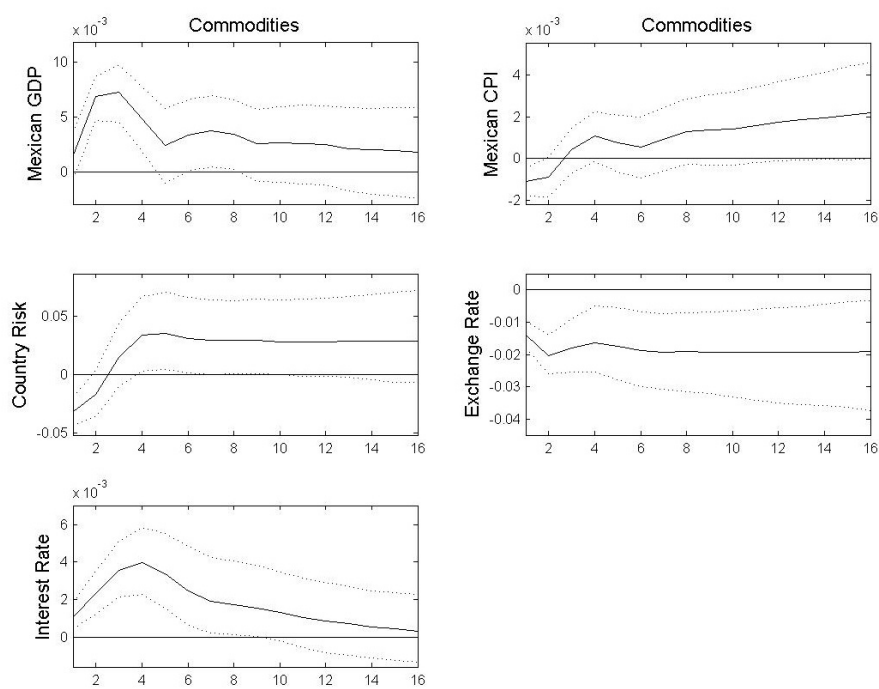 Commodities
x 10⁻³
Mexican GDP
10
5
0
2 4 6 8 10 12 14 16
Commodities
x 10⁻³
Mexican CPI
4
2
0
-2
2 4 6 8 10 12 14 16
Country Risk
0.05
0
-0.05
2 4 6 8 10 12 14 16
Exchange Rate
0
-0.01
-0.02
-0.03
-0.04
2 4 6 8 10 12 14 16
x 10⁻³
Interest Rate
6
4
2
0
2 4 6 8 10 12 14 16